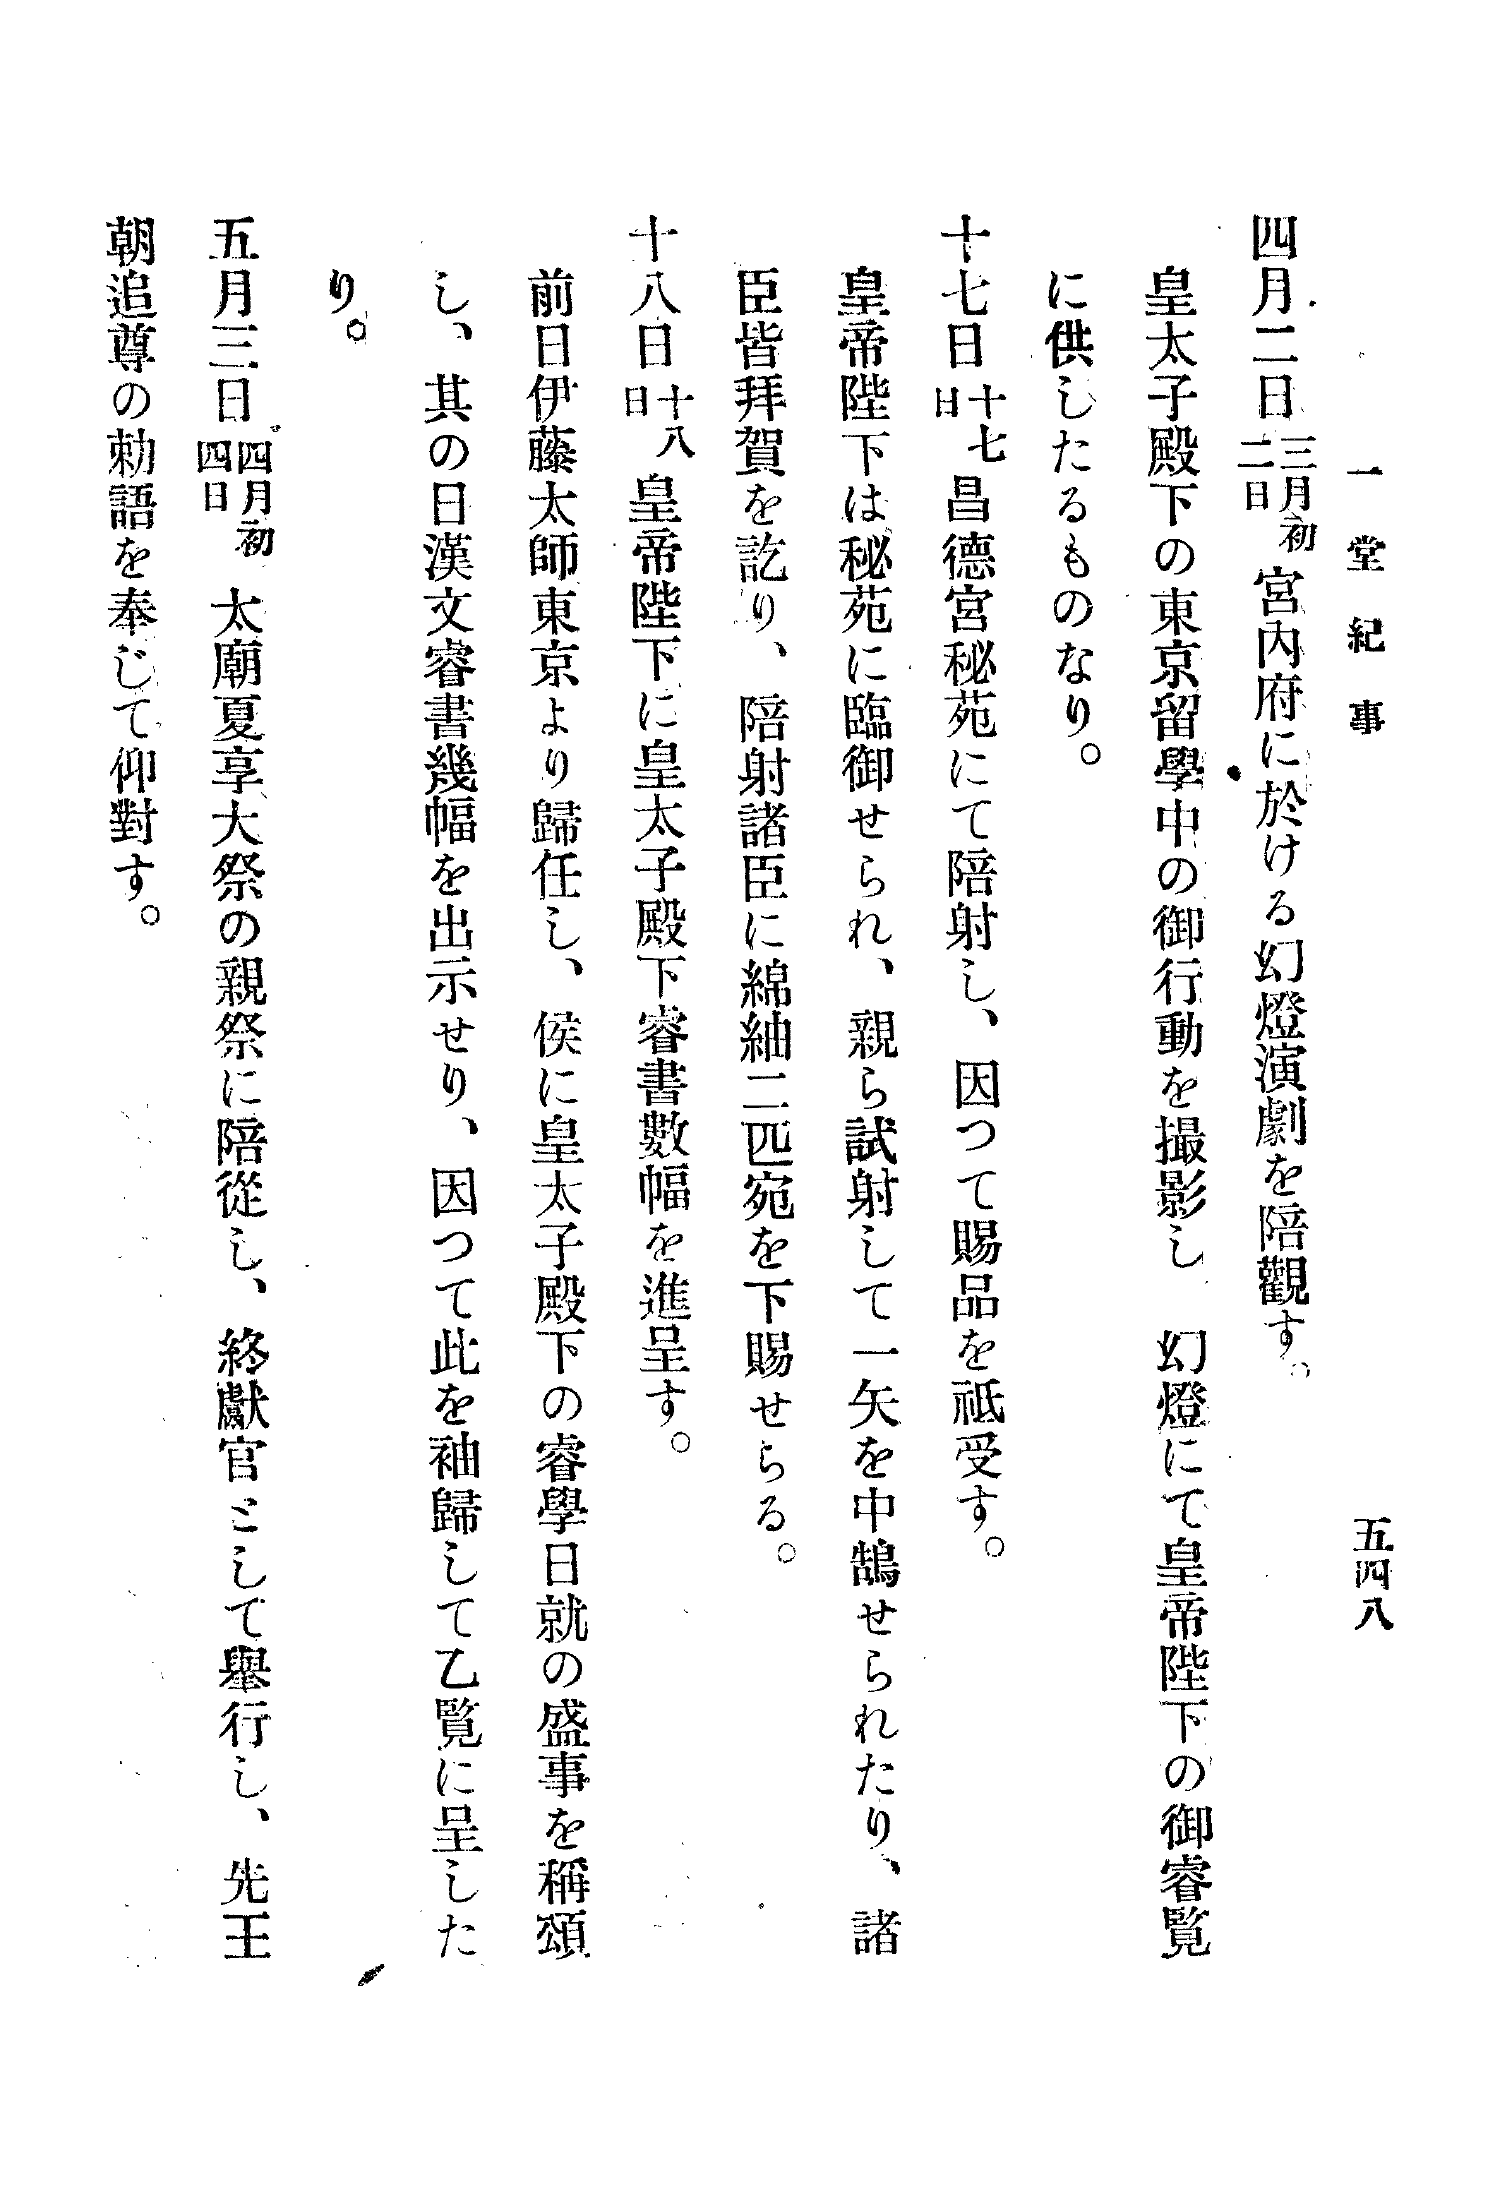 一堂紀事
五四八
四月二日三月初二日宮內府に於ける幻燈演劇を陪觀す。
皇太子殿下の東京留學中の御行動を撮影し　幻燈にて皇帝陛下の御睿覧
に供したるものなり。
十七日十七日昌德宮秘苑にて陪射し、因つて賜品を祗受す。
皇帝陛下は秘苑に臨御せられ、親ら試射して一矢を中鵠せられたり、諸
臣皆拜賀を訖り、陪射諸臣に綿紬二匹宛を下賜せらる。
十八日十八日皇帝陛下に皇太子殿下睿書數幅を進呈す。
前日伊藤太師東京より歸任し、侯に皇太子殿下の睿學日就の盛事を稱頌
し、其の日漢文睿書幾幅を出示せり、因つて此を袖歸して乙覧に呈した
り。
五月三日四月初四日太廟夏享大祭の親祭に陪從し、終獻官として擧行し、先王
朝追尊の勅語を奉じて仰對す。